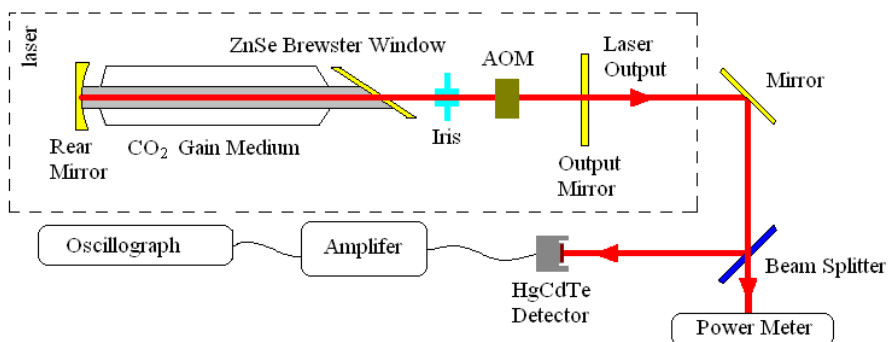 laser
ZnSe Brewster Window
AOM
Laser
Output
Mirror
Iris
Rear
Mirror
CO₂ Gain Medium
Output
Mirror
Oscillograph
Amplifer
HgCdTe
Detector
Beam Splitter
Power Meter